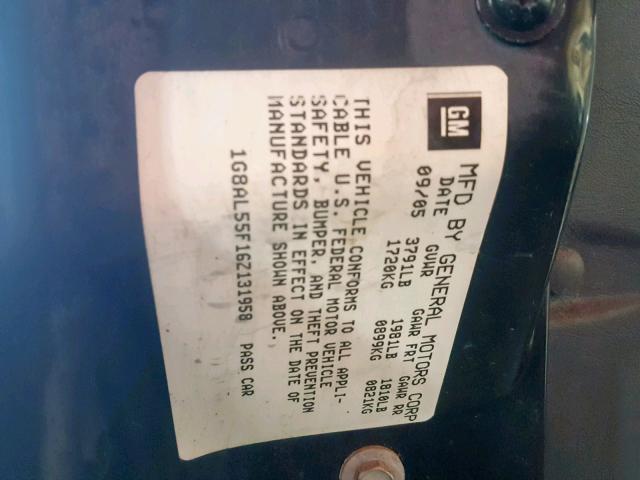 GM
MFD BY GENERAL MOTORS CORP
DATE GVWR GAWR FRT GAWR RR
09/05 3791LB 1981LB 1810LB
1720KG 0899KG 0821KG
THIS VEHICLE CONFORMS TO ALL APPLI-
CABLE U.S. FEDERAL MOTOR VEHICLE
SAFETY, BUMPER, AND THEFT PREVENTION
STANDARDS IN EFFECT ON THE DATE OF
MANUFACTURE SHOWN ABOVE.
1G8AL55F16Z131958 PASS CAR